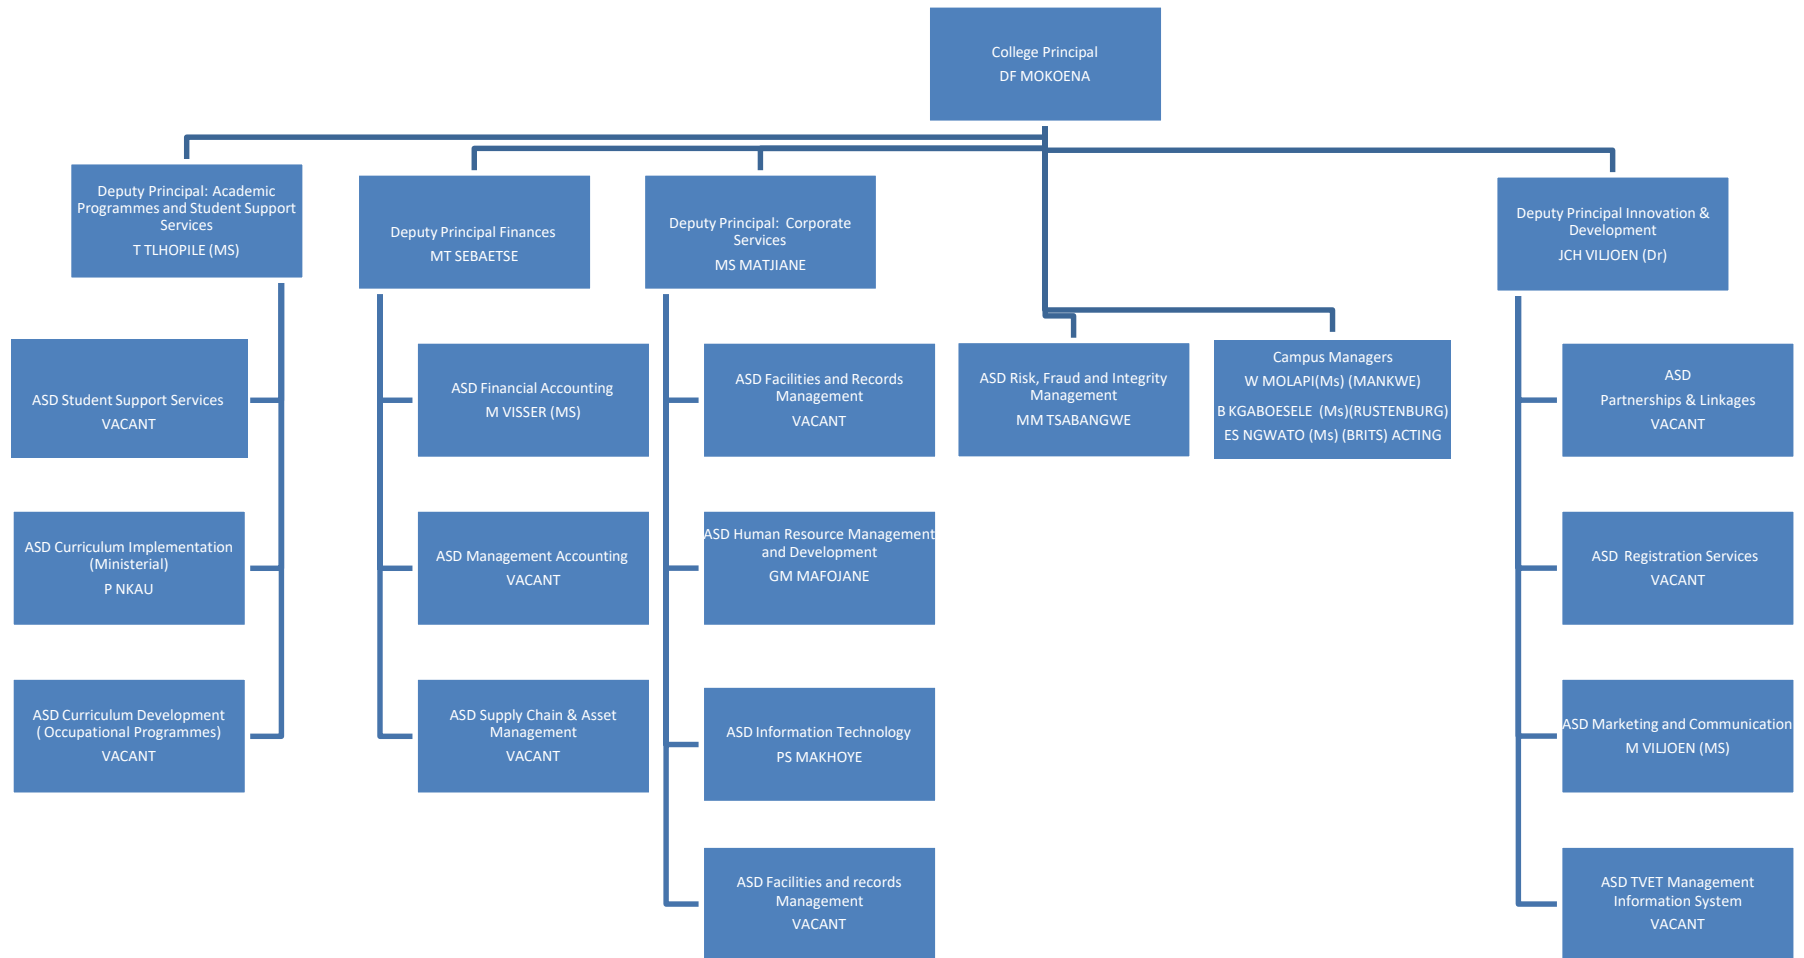 College Principal
DF MOKOENA
Deputy Principal: Academic
Programmes and Student Support
Services
T TLHOPILE (MS)
Deputy Principal Finances
MT SEBAETSE
Deputy Principal: Corporate
Services
MS MATJIANE
Deputy Principal Innovation &
Development
JCH VILJOEN (Dr)
ASD Student Support Services
VACANT
ASD Curriculum Implementation
(Ministerial)
P NKAU
ASD Curriculum Development
( Occupational Programmes)
VACANT
ASD Financial Accounting
M VISSER (MS)
ASD Management Accounting
VACANT
ASD Supply Chain & Asset
Management
VACANT
ASD Facilities and Records
Management
VACANT
ASD Human Resource Management
and Development
GM MAFOJANE
ASD Information Technology
PS MAKHOYE
ASD Facilities and records
Management
VACANT
ASD Risk, Fraud and Integrity
Management
MM TSABANGWE
Campus Managers
W MOLAPI(Ms) (MANKWE)
B KGABOESELE (Ms)(RUSTENBURG)
ES NGWATO (Ms) (BRITS) ACTING
ASD
Partnerships & Linkages
VACANT
ASD Registration Services
VACANT
ASD Marketing and Communication
M VILJOEN (MS)
ASD TVET Management
Information System
VACANT